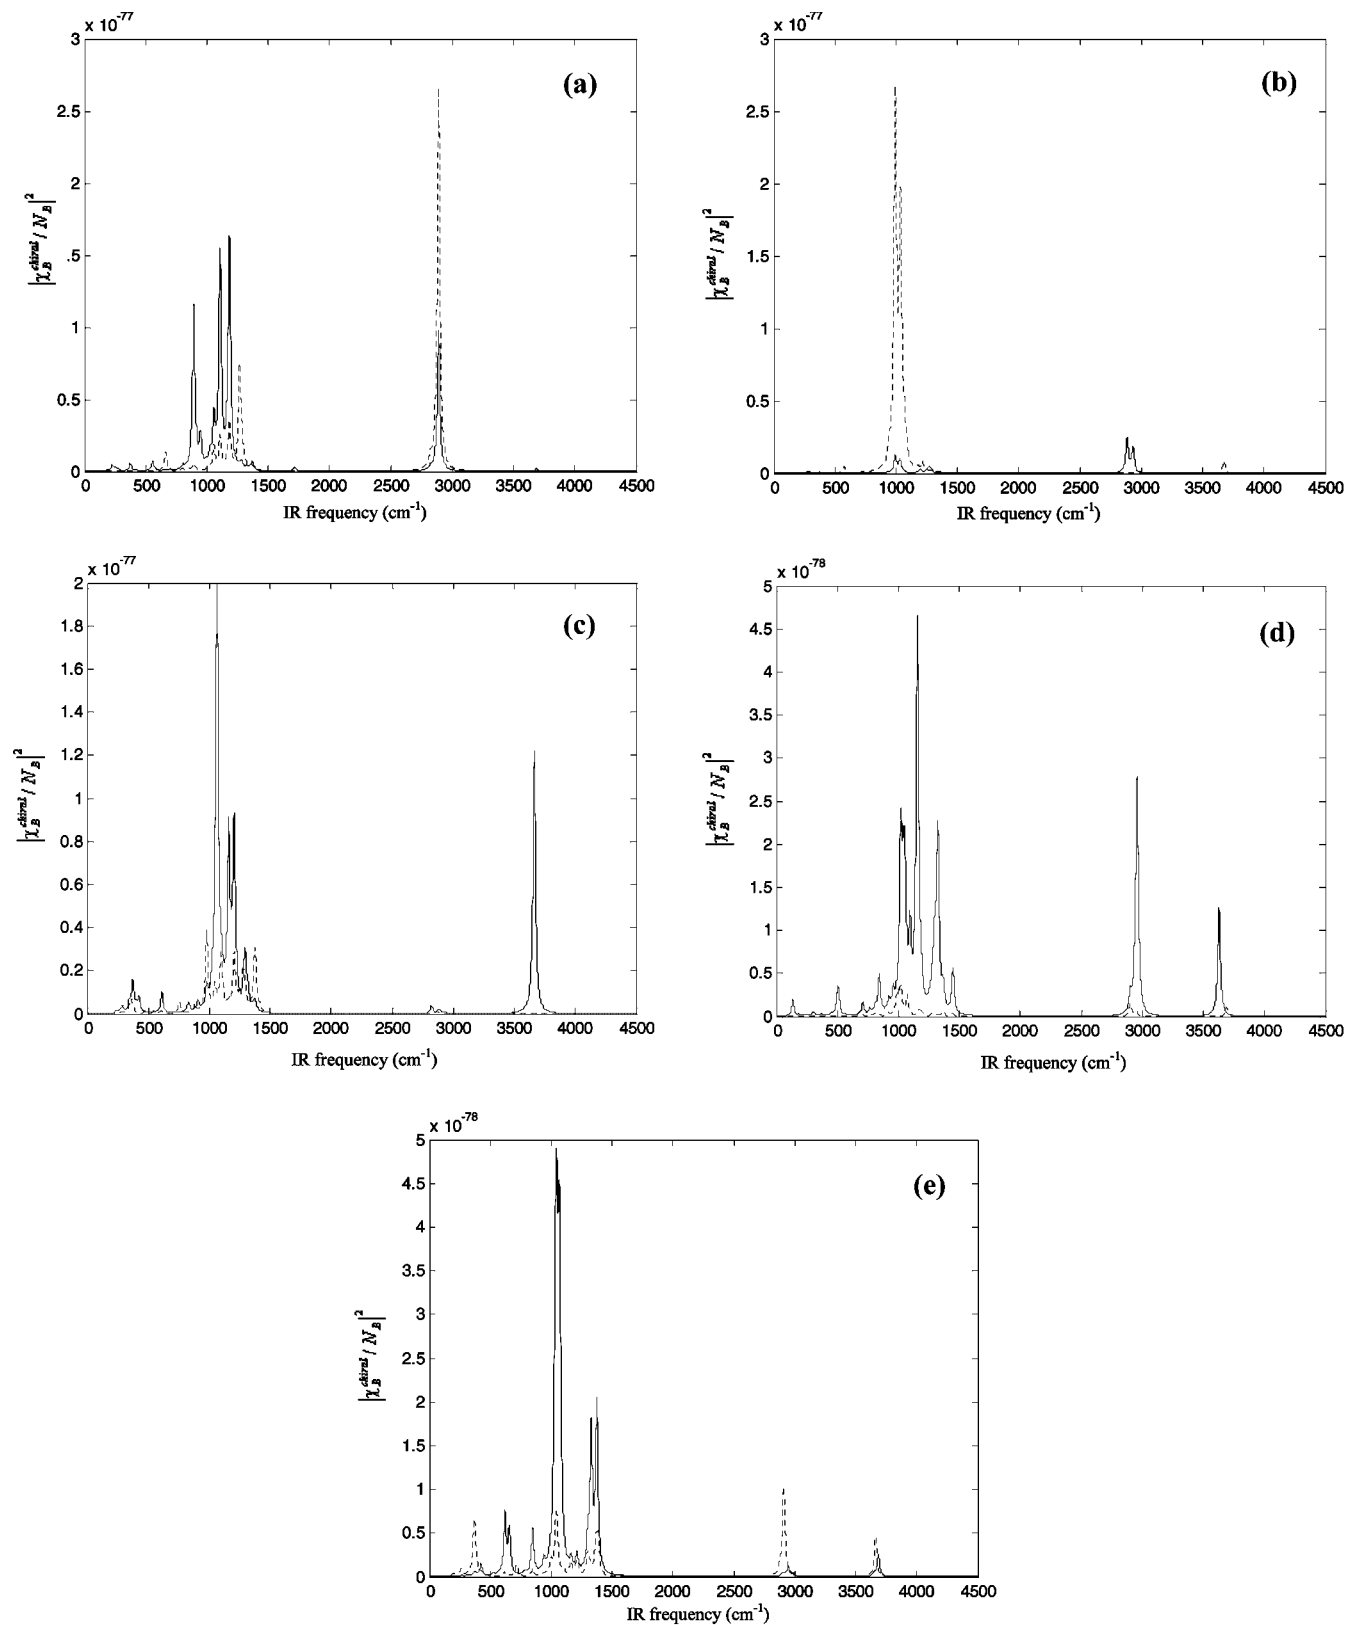 x 10⁻⁷⁷
3
2.5
2
.5
1
0.5
0
(a)
|χ_B^chiral / N_B|²
0 500 1000 1500 2000 2500 3000 3500 4000 4500
IR frequency (cm⁻¹)
x 10⁻⁷⁷
3
2.5
2
1.5
1
0.5
0
(b)
|χ_B^chiral / N_B|²
0 500 1000 1500 2000 2500 3000 3500 4000 4500
IR frequency (cm⁻¹)
x 10⁻⁷⁷
2
1.8
1.6
1.4
1.2
1
0.8
0.6
0.4
0.2
0
(c)
|χ_B^chiral / N_B|²
0 500 1000 1500 2000 2500 3000 3500 4000 4500
IR frequency (cm⁻¹)
x 10⁻⁷⁸
5
4.5
4
3.5
3
2.5
2
1.5
1
0.5
0
(d)
|χ_B^chiral / N_B|²
0 500 1000 1500 2000 2500 3000 3500 4000 4500
IR frequency (cm⁻¹)
x 10⁻⁷⁸
5
4.5
4
3.5
3
2.5
2
1.5
1
0.5
0
(e)
|χ_B^chiral / N_B|²
0 500 1000 1500 2000 2500 3000 3500 4000 4500
IR frequency (cm⁻¹)